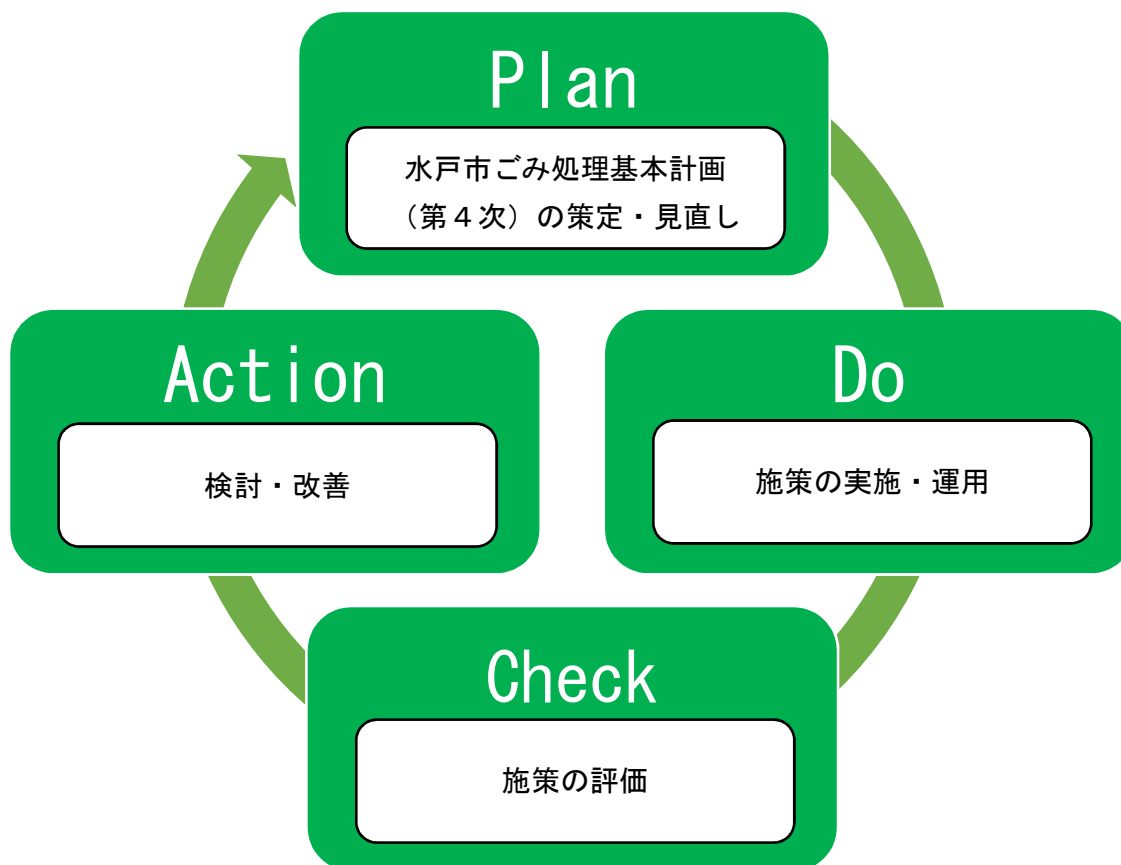 Plan
水戸市ごみ処理基本計画
（第４次）の策定・見直し
Do
施策の実施・運用
Check
施策の評価
Action
検討・改善